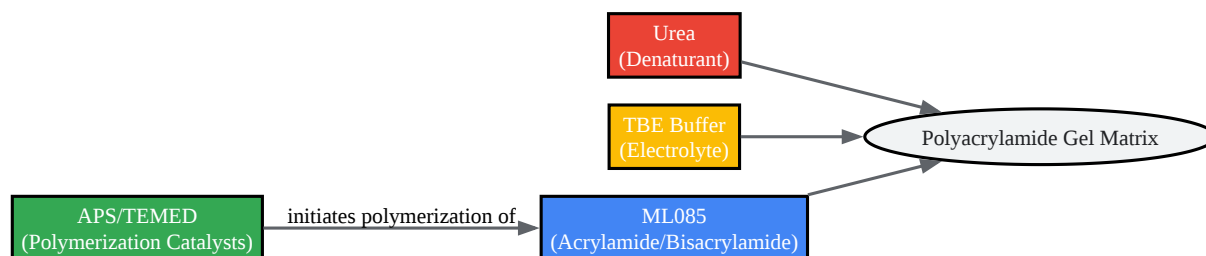 Urea
(Denaturant)
TBE Buffer
(Electrolyte)
Polyacrylamide Gel Matrix
APS/TEMED
(Polymerization Catalysts)
initiates polymerization of
ML085
(Acrylamide/Bisacrylamide)